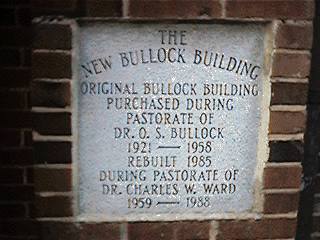 THE
NEW BULLOCK BUILDING
ORIGINAL BULLOCK BUILDING
PURCHASED DURING
PASTORATE OF
DR. O. S. BULLOCK
1921 — 1958
REBUILT 1985
DURING PASTORATE OF
DR. CHARLES W. WARD
1959 — 1988